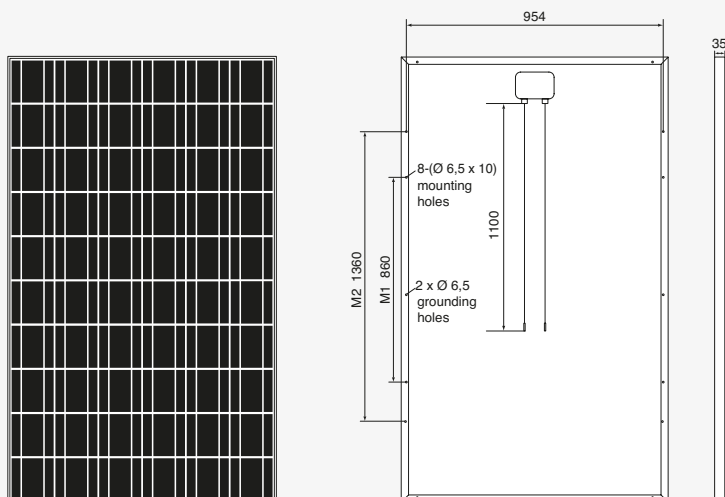 954
35
8-(Ø 6,5 x 10)
mounting
holes
1100
M2 1360
M1 860
2 x Ø 6,5
grounding
holes